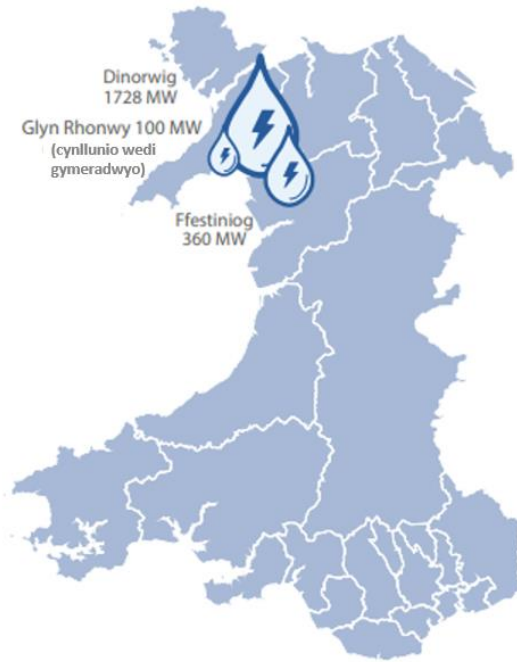 Dinorwig
1728 MW
Glyn Rhonwy 100 MW
(cynllunio wedi
gymeradwyo)
Ffestiniog
360 MW